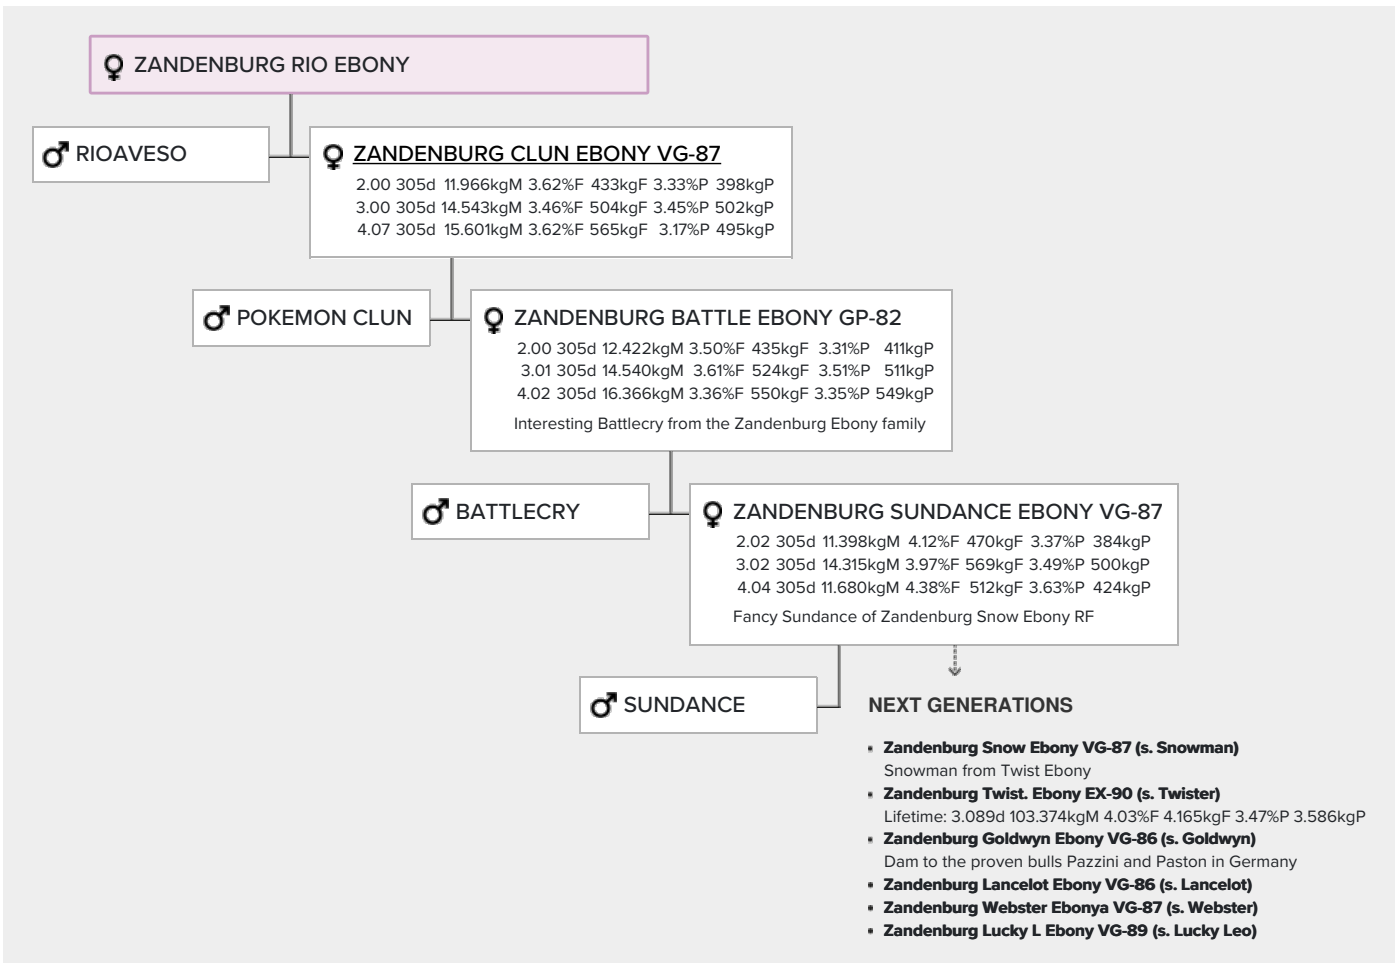 ZANDENBURG RIO EBONY
RIOAVESO
ZANDENBURG CLUN EBONY VG-87
2.00 305d 11.966kgM 3.62%F 433kgF 3.33%P 398kgP
3.00 305d 14.543kgM 3.46%F 504kgF 3.45%P 502kgP
4.07 305d 15.601kgM 3.62%F 565kgF 3.17%P 495kgP
POKEMON CLUN
ZANDENBURG BATTLE EBONY GP-82
2.00 305d 12.422kgM 3.50%F 435kgF 3.31%P 411kgP
3.01 305d 14.540kgM 3.61%F 524kgF 3.51%P 511kgP
4.02 305d 16.366kgM 3.36%F 550kgF 3.35%P 549kgP
Interesting Battlecry from the Zandenburg Ebony family
BATTLECRY
ZANDENBURG SUNDANCE EBONY VG-87
2.02 305d 11.398kgM 4.12%F 470kgF 3.37%P 384kgP
3.02 305d 14.315kgM 3.97%F 569kgF 3.49%P 500kgP
4.04 305d 11.680kgM 4.38%F 512kgF 3.63%P 424kgP
Fancy Sundance of Zandenburg Snow Ebony RF
SUNDANCE
NEXT GENERATIONS
• Zandenburg Snow Ebony VG-87 (s. Snowman)
Snowman from Twist Ebony
• Zandenburg Twist. Ebony EX-90 (s. Twister)
Lifetime: 3.089d 103.374kgM 4.03%F 4.165kgF 3.47%P 3.586kgP
• Zandenburg Goldwyn Ebony VG-86 (s. Goldwyn)
Dam to the proven bulls Pazzini and Paston in Germany
• Zandenburg Lancelot Ebony VG-86 (s. Lancelot)
• Zandenburg Webster Ebonya VG-87 (s. Webster)
• Zandenburg Lucky L Ebony VG-89 (s. Lucky Leo)